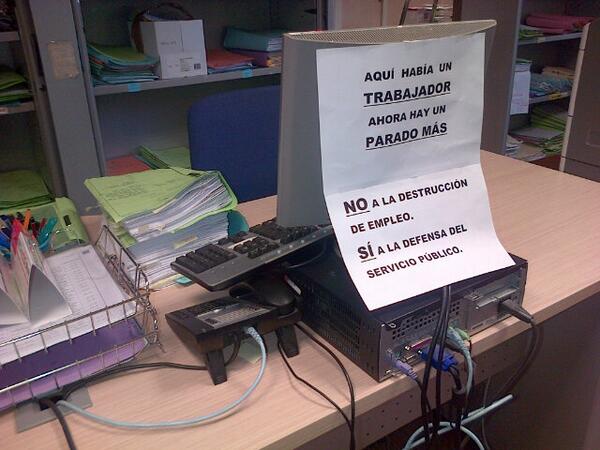 AQUÍ HABÍA UN
TRABAJADOR
AHORA HAY UN
PARADO MÁS
NO A LA DESTRUCCIÓN
DE EMPLEO.
SÍ A LA DEFENSA DEL
SERVICIO PÚBLICO.